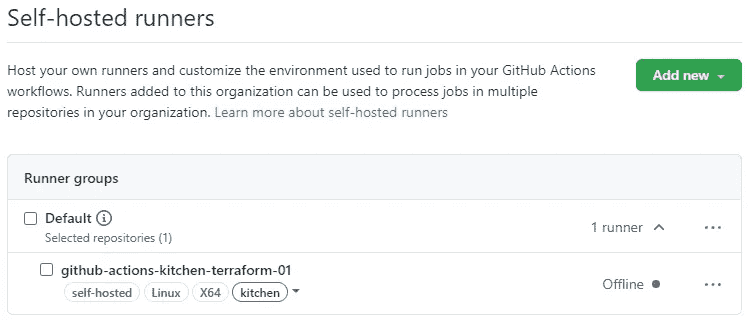 Self-hosted runners
Host your own runners and customize the environment used to run jobs in your GitHub Actions
workflows. Runners added to this organization can be used to process jobs in multiple
repositories in your organization. Learn more about self-hosted runners
Add new
Runner groups
Default
1 runner
Selected repositories (1)
github-actions-kitchen-terraform-01
self-hosted Linux X64 kitchen
Offline